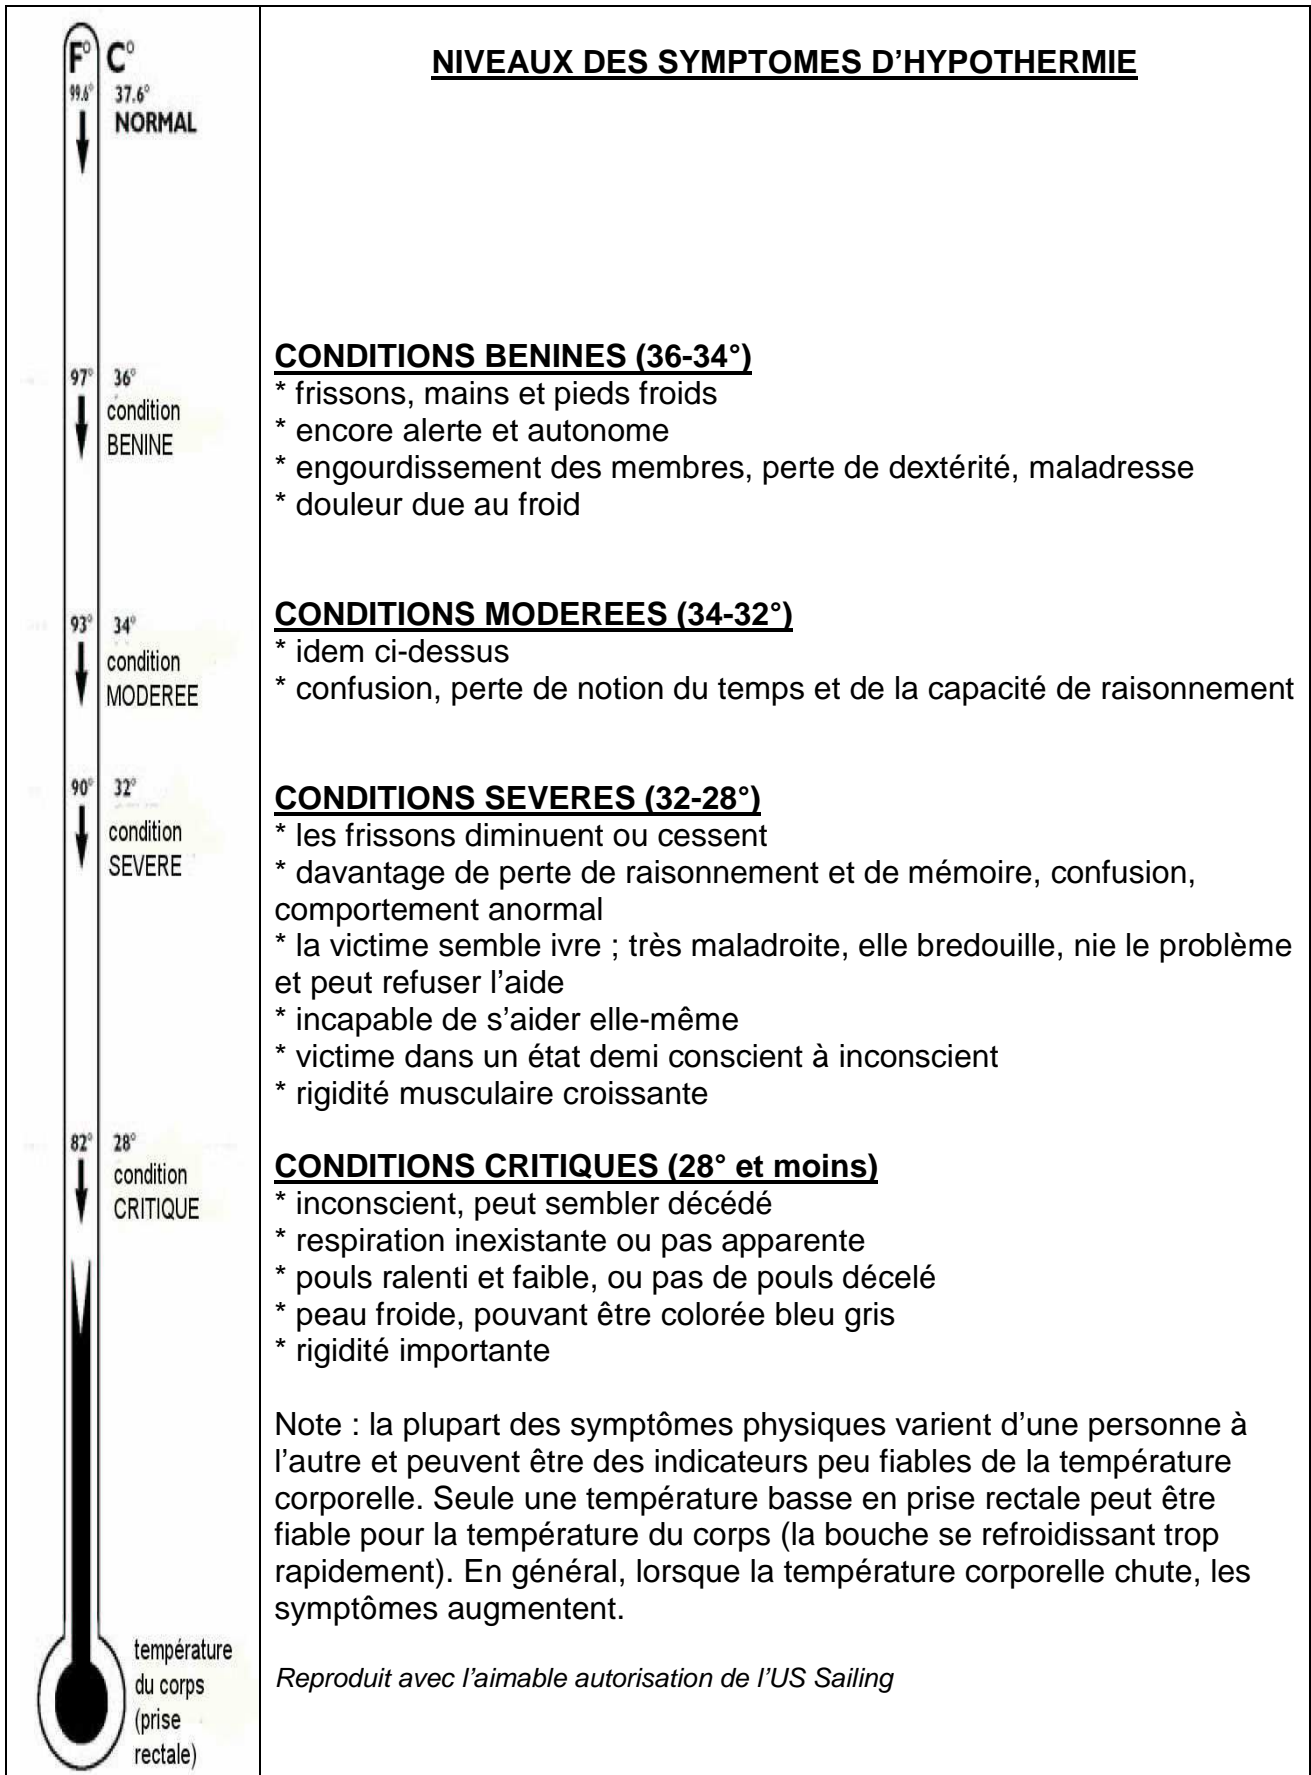 F° C°
99.6° 37.6°
NORMAL
97° 36°
condition
BENINE
93° 34°
condition
MODEREE
90° 32°
condition
SEVERE
82° 28°
condition
CRITIQUE
température
du corps
(prise
rectale)
NIVEAUX DES SYMPTOMES D’HYPOTHERMIE
CONDITIONS BENINES (36-34°)
* frissons, mains et pieds froids
* encore alerte et autonome
* engourdissement des membres, perte de dextérité, maladresse
* douleur due au froid
CONDITIONS MODEREES (34-32°)
* idem ci-dessus
* confusion, perte de notion du temps et de la capacité de raisonnement
CONDITIONS SEVERES (32-28°)
* les frissons diminuent ou cessent
* davantage de perte de raisonnement et de mémoire, confusion,
comportement anormal
* la victime semble ivre ; très maladroite, elle bredouille, nie le problème
et peut refuser l’aide
* incapable de s’aider elle-même
* victime dans un état demi conscient à inconscient
* rigidité musculaire croissante
CONDITIONS CRITIQUES (28° et moins)
* inconscient, peut sembler décédé
* respiration inexistante ou pas apparente
* pouls ralenti et faible, ou pas de pouls décelé
* peau froide, pouvant être colorée bleu gris
* rigidité importante
Note : la plupart des symptômes physiques varient d’une personne à
l’autre et peuvent être des indicateurs peu fiables de la température
corporelle. Seule une température basse en prise rectale peut être
fiable pour la température du corps (la bouche se refroidissant trop
rapidement). En général, lorsque la température corporelle chute, les
symptômes augmentent.
Reproduit avec l’aimable autorisation de l’US Sailing